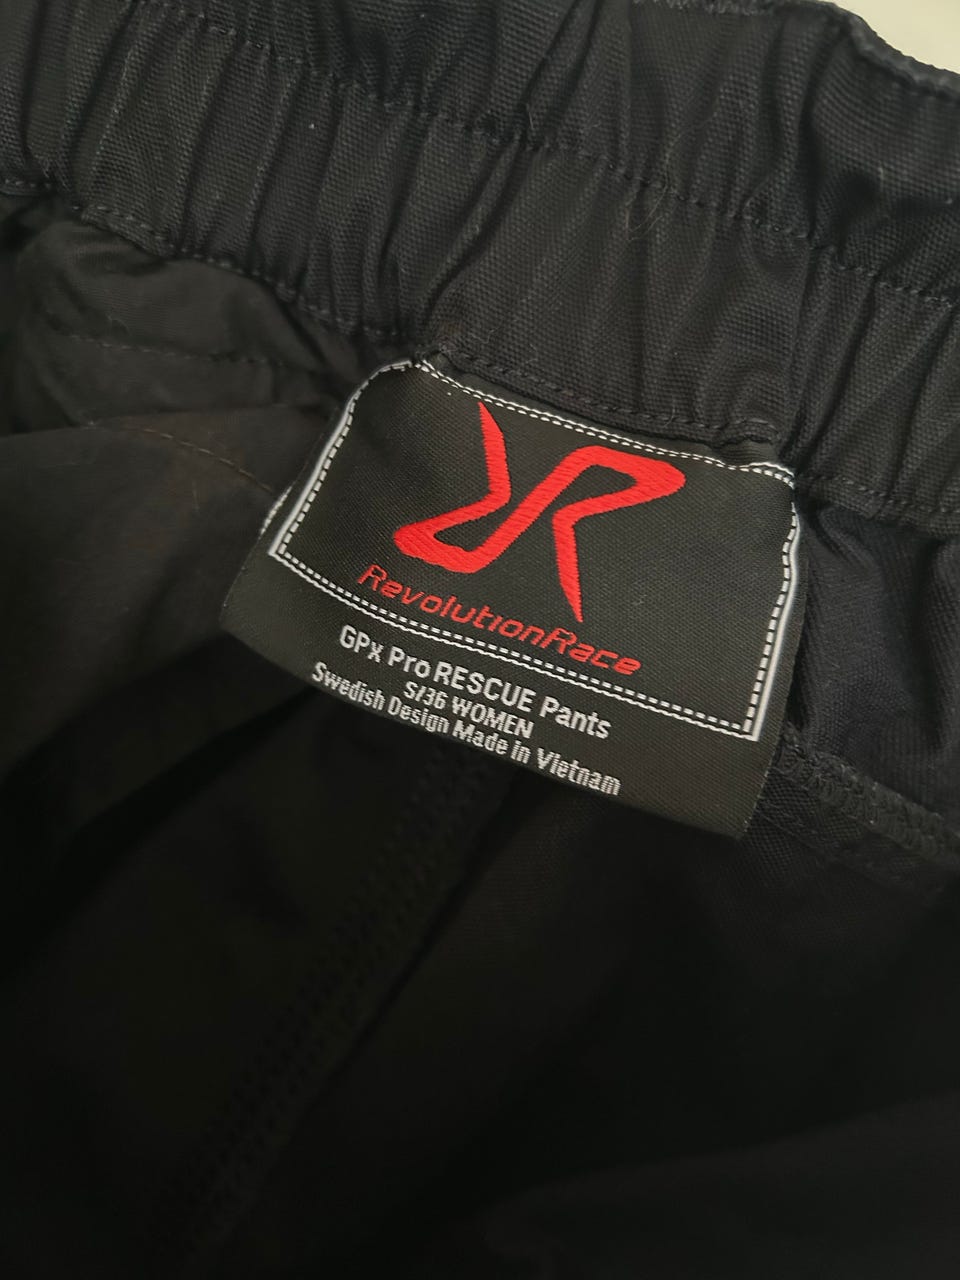 RevolutionRace
GPx Pro RESCUE Pants
S/36 WOMEN
Swedish Design Made in Vietnam